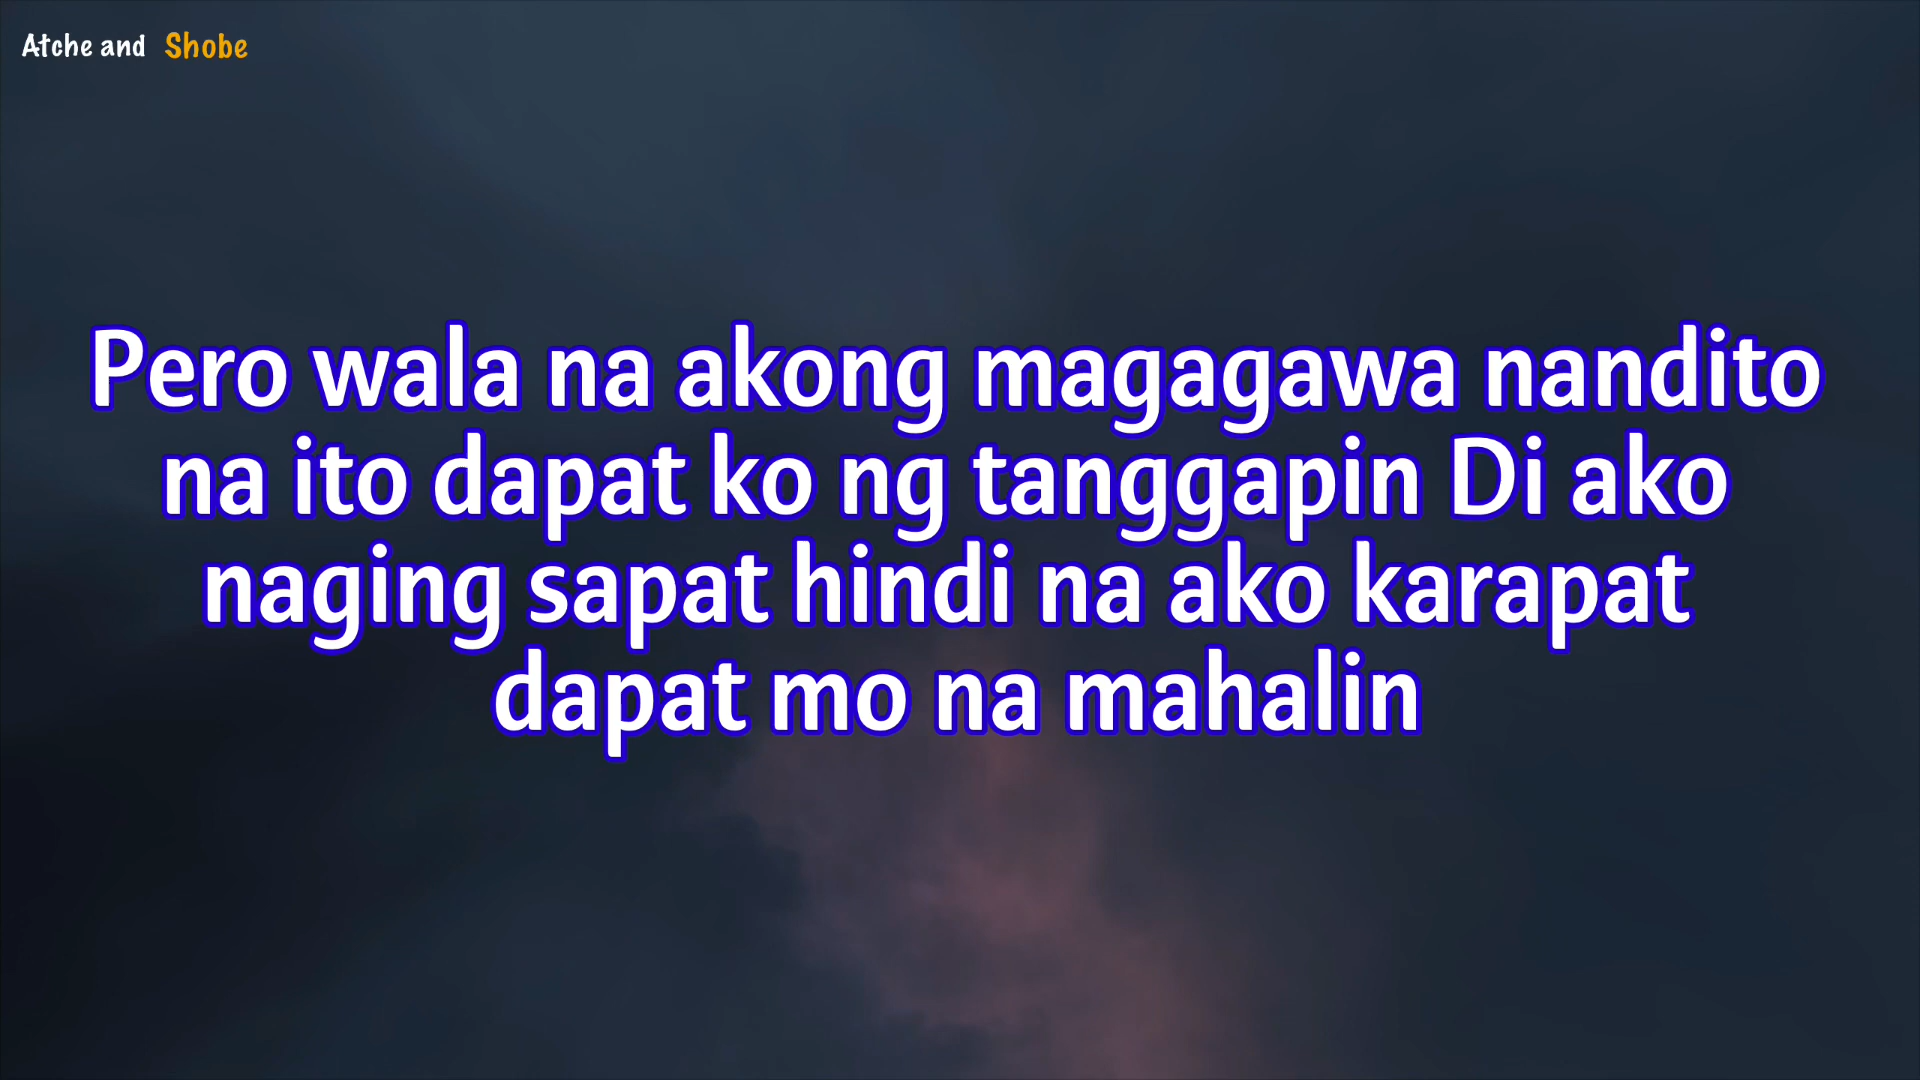 Atche and Shobe
Pero wala na akong magagawa nandito
na ito dapat ko ng tanggapin Di ako
naging sapat hindi na ako karapat
dapat mo na mahalin